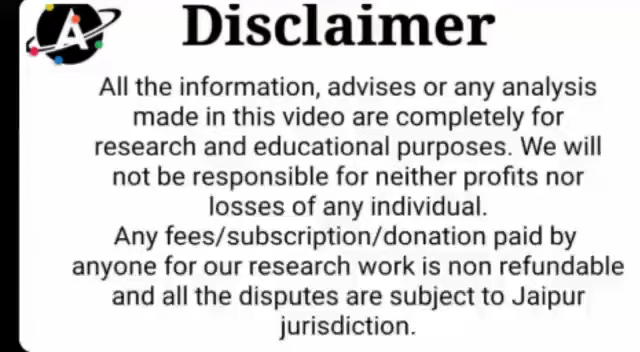 A
Disclaimer
All the information, advises or any analysis
made in this video are completely for
research and educational purposes. We will
not be responsible for neither profits nor
losses of any individual.
Any fees/subscription/donation paid by
anyone for our research work is non refundable
and all the disputes are subject to Jaipur
jurisdiction.